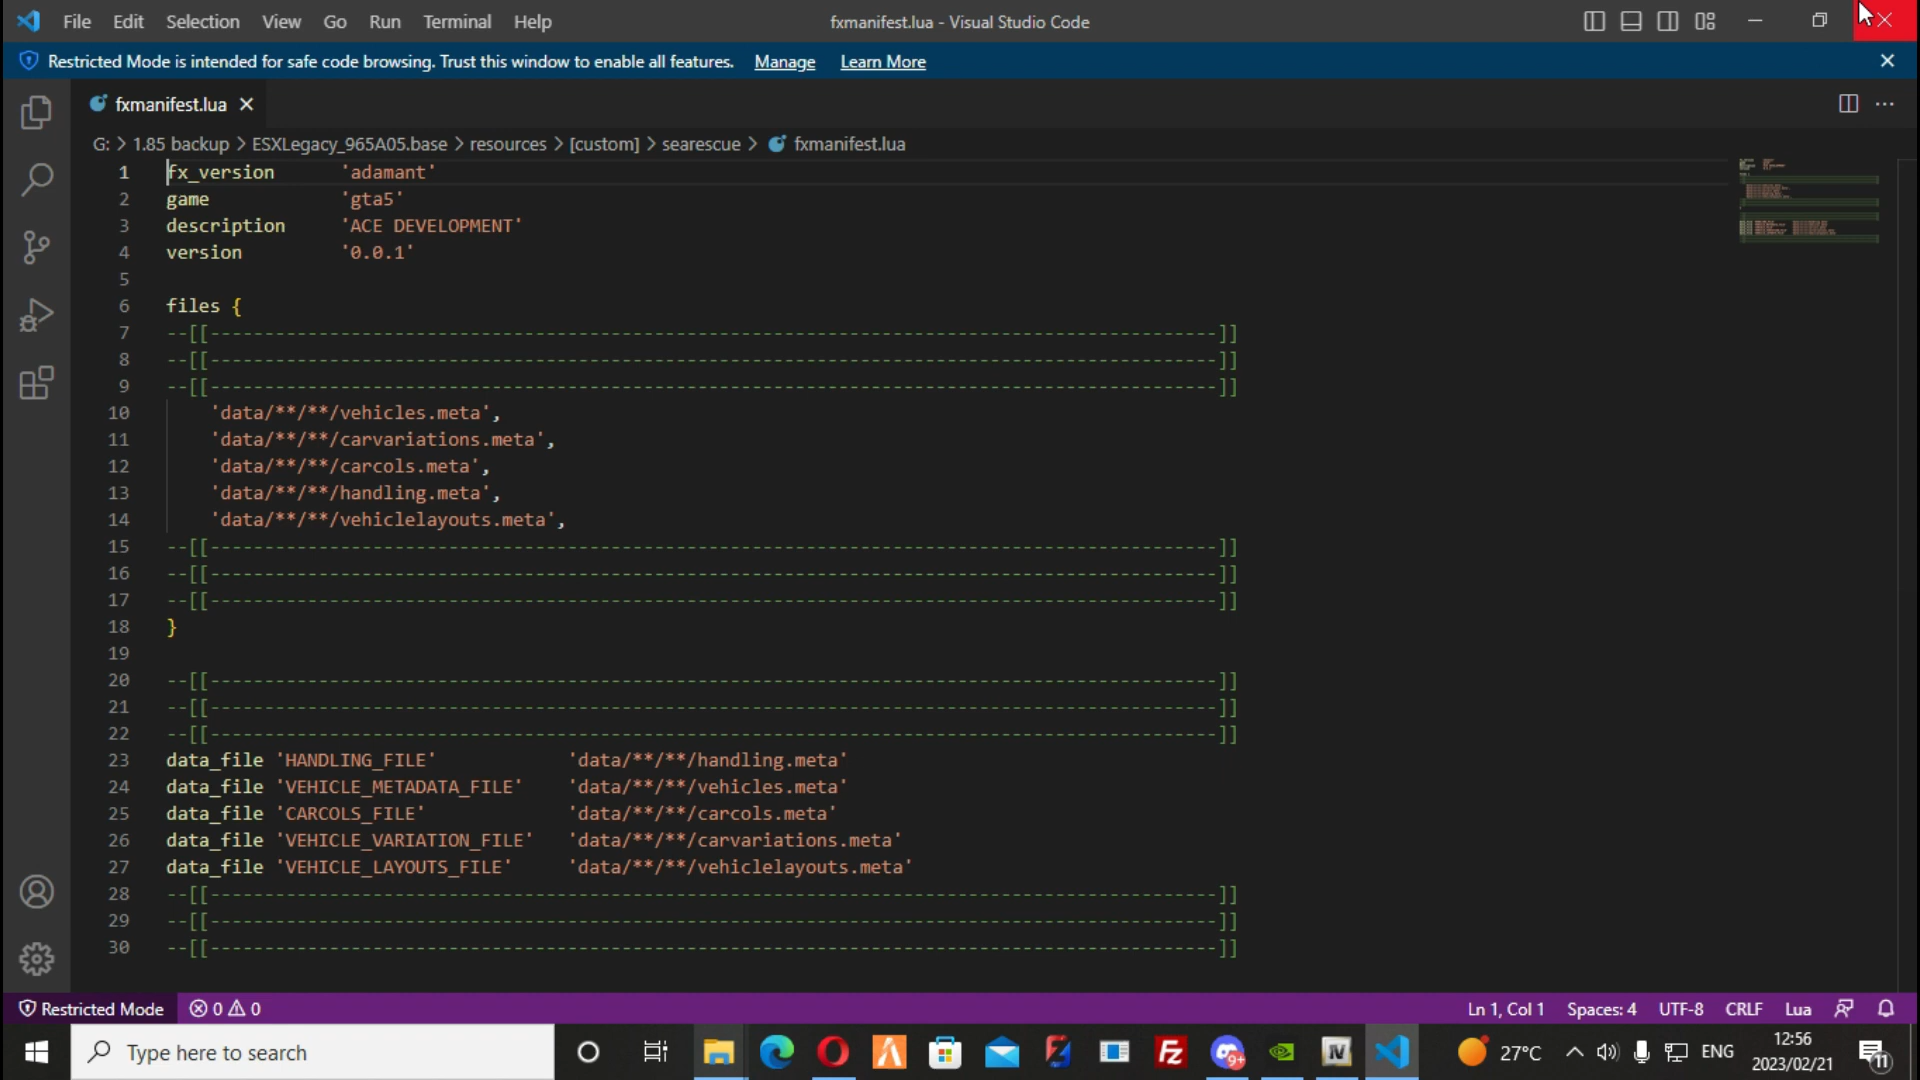 File Edit Selection View Go Run Terminal Help fxmanifest.lua - Visual Studio Code
Restricted Mode is intended for safe code browsing. Trust this window to enable all features. Manage Learn More
fxmanifest.lua
G: > 1.85 backup > ESXLegacy_965A05.base > resources > [custom] > searescue > fxmanifest.lua
1 fx_version 'adamant'
2 game 'gta5'
3 description 'ACE DEVELOPMENT'
4 version '0.0.1'
5
6 files {
7 --[[---------------------------------------------------------------------------------------------]]
8 --[[---------------------------------------------------------------------------------------------]]
9 --[[---------------------------------------------------------------------------------------------]]
10 'data/**/**/vehicles.meta',
11 'data/**/**/carvariations.meta',
12 'data/**/**/carcols.meta',
13 'data/**/**/handling.meta',
14 'data/**/**/vehiclelayouts.meta',
15 --[[---------------------------------------------------------------------------------------------]]
16 --[[---------------------------------------------------------------------------------------------]]
17 --[[---------------------------------------------------------------------------------------------]]
18 }
19
20 --[[---------------------------------------------------------------------------------------------]]
21 --[[---------------------------------------------------------------------------------------------]]
22 --[[---------------------------------------------------------------------------------------------]]
23 data_file 'HANDLING_FILE' 'data/**/**/handling.meta'
24 data_file 'VEHICLE_METADATA_FILE' 'data/**/**/vehicles.meta'
25 data_file 'CARCOLS_FILE' 'data/**/**/carcols.meta'
26 data_file 'VEHICLE_VARIATION_FILE' 'data/**/**/carvariations.meta'
27 data_file 'VEHICLE_LAYOUTS_FILE' 'data/**/**/vehiclelayouts.meta'
28 --[[---------------------------------------------------------------------------------------------]]
29 --[[---------------------------------------------------------------------------------------------]]
30 --[[---------------------------------------------------------------------------------------------]]
Restricted Mode 0 0 Ln 1, Col 1 Spaces: 4 UTF-8 CRLF Lua
Type here to search Fz 9+ IV 27°C ENG 12:56
2023/02/21 11